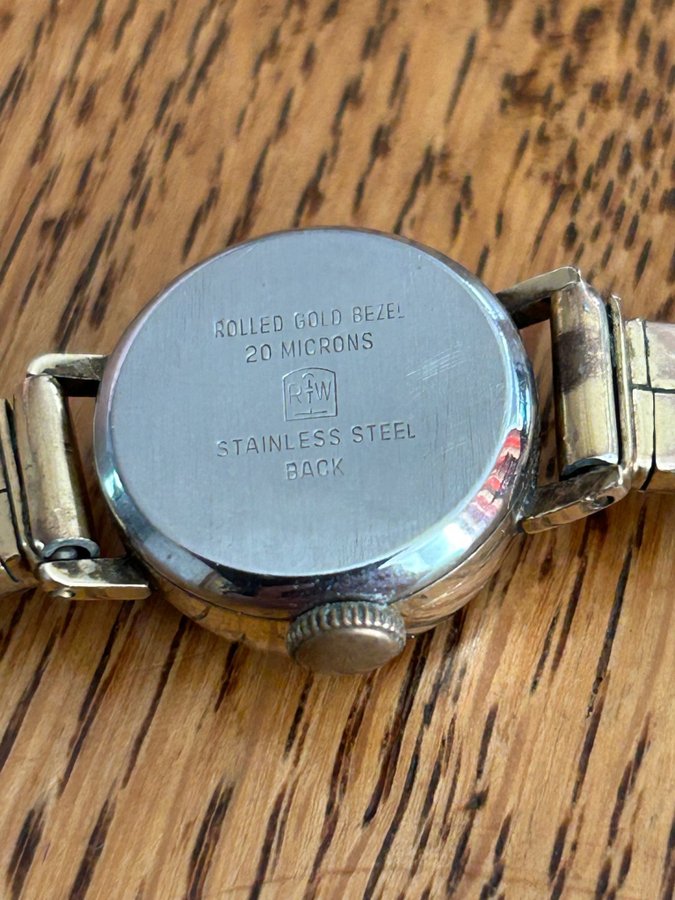 ROLLED GOLD BEZEL
20 MICRONS
RTW
STAINLESS STEEL
BACK